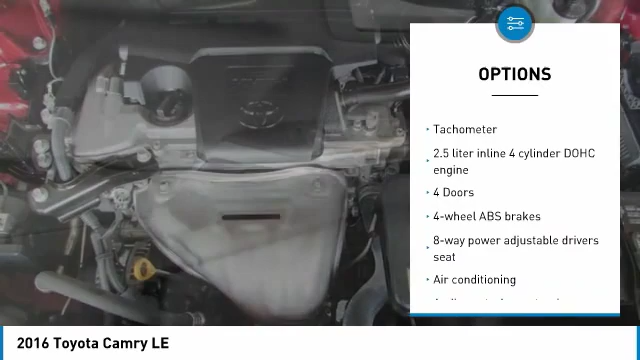 OPTIONS
Tachometer
2.5 liter inline 4 cylinder DOHC
engine
4 Doors
4-wheel ABS brakes
8-way power adjustable drivers
seat
Air conditioning
2016 Toyota Camry LE